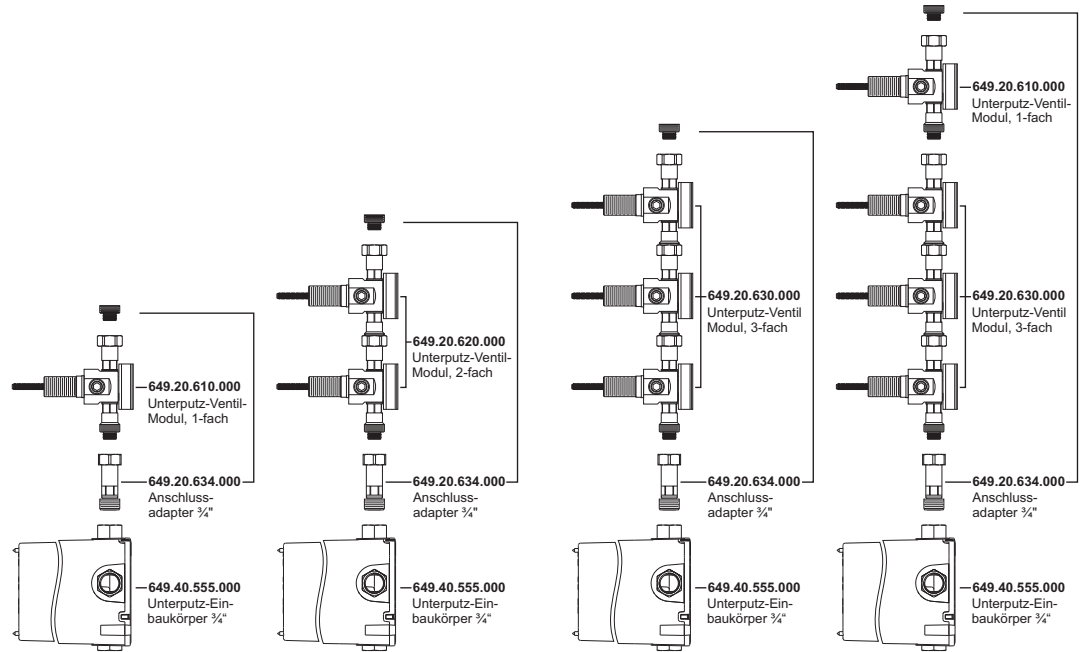 649.20.610.000
Unterputz-Ventil-
Modul, 1-fach
649.20.634.000
Anschluss-
adapter ¾"
649.40.555.000
Unterputz-Ein-
baukörper ¾“
649.20.620.000
Unterputz-Ventil-
Modul, 2-fach
649.20.634.000
Anschluss-
adapter ¾"
649.40.555.000
Unterputz-Ein-
baukörper ¾“
649.20.630.000
Unterputz-Ventil
Modul, 3-fach
649.20.634.000
Anschluss-
adapter ¾"
649.40.555.000
Unterputz-Ein-
baukörper ¾“
649.20.610.000
Unterputz-Ventil-
Modul, 1-fach
649.20.630.000
Unterputz-Ventil
Modul, 3-fach
649.20.634.000
Anschluss-
adapter ¾"
649.40.555.000
Unterputz-Ein-
baukörper ¾“